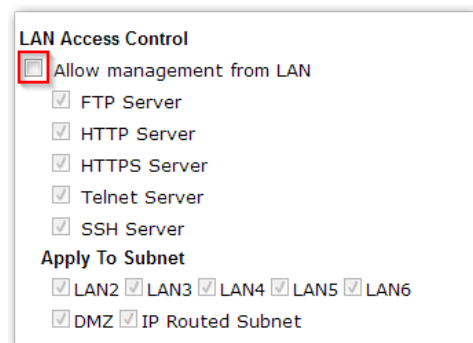 LAN Access Control
Allow management from LAN
FTP Server
HTTP Server
HTTPS Server
Telnet Server
SSH Server
Apply To Subnet
LAN2 LAN3 LAN4 LAN5 LAN6
DMZ IP Routed Subnet